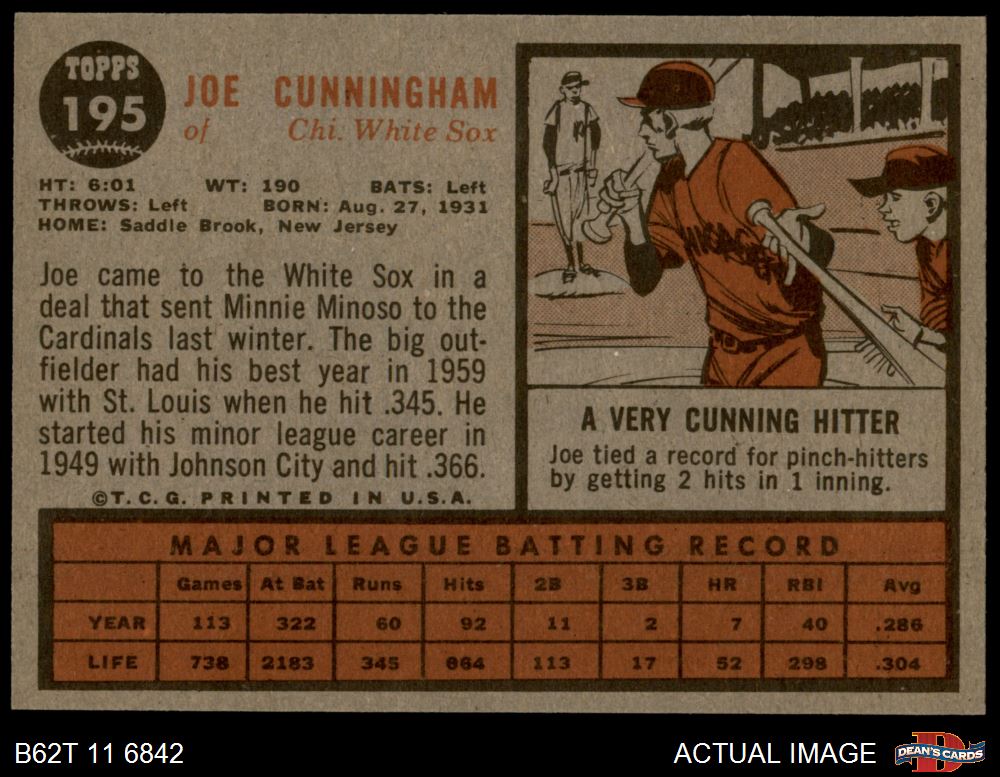 TOPPS
195
JOE CUNNINGHAM
of Chi. White Sox
HT: 6:01 WT: 190 BATS: Left
THROWS: Left BORN: Aug. 27, 1931
HOME: Saddle Brook, New Jersey
Joe came to the White Sox in a
deal that sent Minnie Minoso to the
Cardinals last winter. The big out-
fielder had his best year in 1959
with St. Louis when he hit .345. He
started his minor league career in
1949 with Johnson City and hit .366.
©T.C.G. PRINTED IN U.S.A.
CHICAGO
A VERY CUNNING HITTER
Joe tied a record for pinch-hitters
by getting 2 hits in 1 inning.
MAJOR LEAGUE BATTING RECORD
Games At Bat Runs Hits 2B 3B HR RBI Avg
YEAR 113 322 60 92 11 2 7 40 .286
LIFE 738 2183 345 664 113 17 52 298 .304
B62T 11 6842
ACTUAL IMAGE
D
DEAN'S CARDS